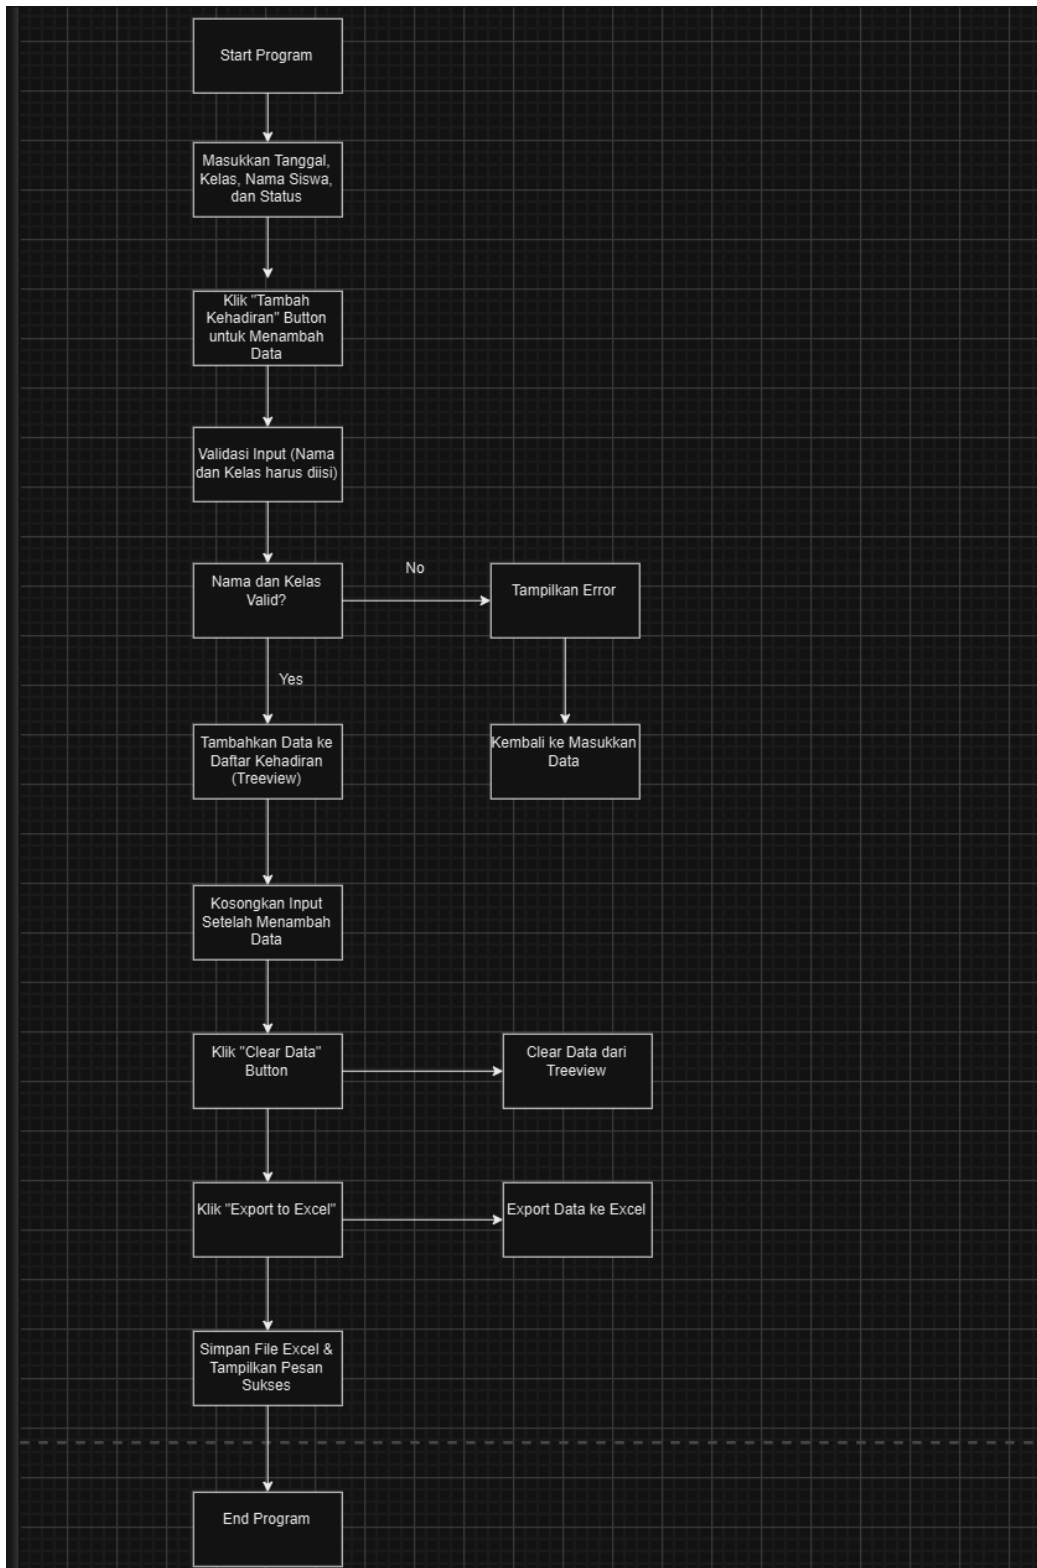 Start Program
Masukkan Tanggal,
Kelas, Nama Siswa,
dan Status
Klik "Tambah
Kehadiran" Button
untuk Menambah
Data
Validasi Input (Nama
dan Kelas harus diisi)
Nama dan Kelas
Valid?
No
Tampilkan Error
Yes
Tambahkan Data ke
Daftar Kehadiran
(Treeview)
Kembali ke Masukkan
Data
Kosongkan Input
Setelah Menambah
Data
Klik "Clear Data"
Button
Clear Data dari
Treeview
Klik "Export to Excel"
Export Data ke Excel
Simpan File Excel &
Tampilkan Pesan
Sukses
End Program